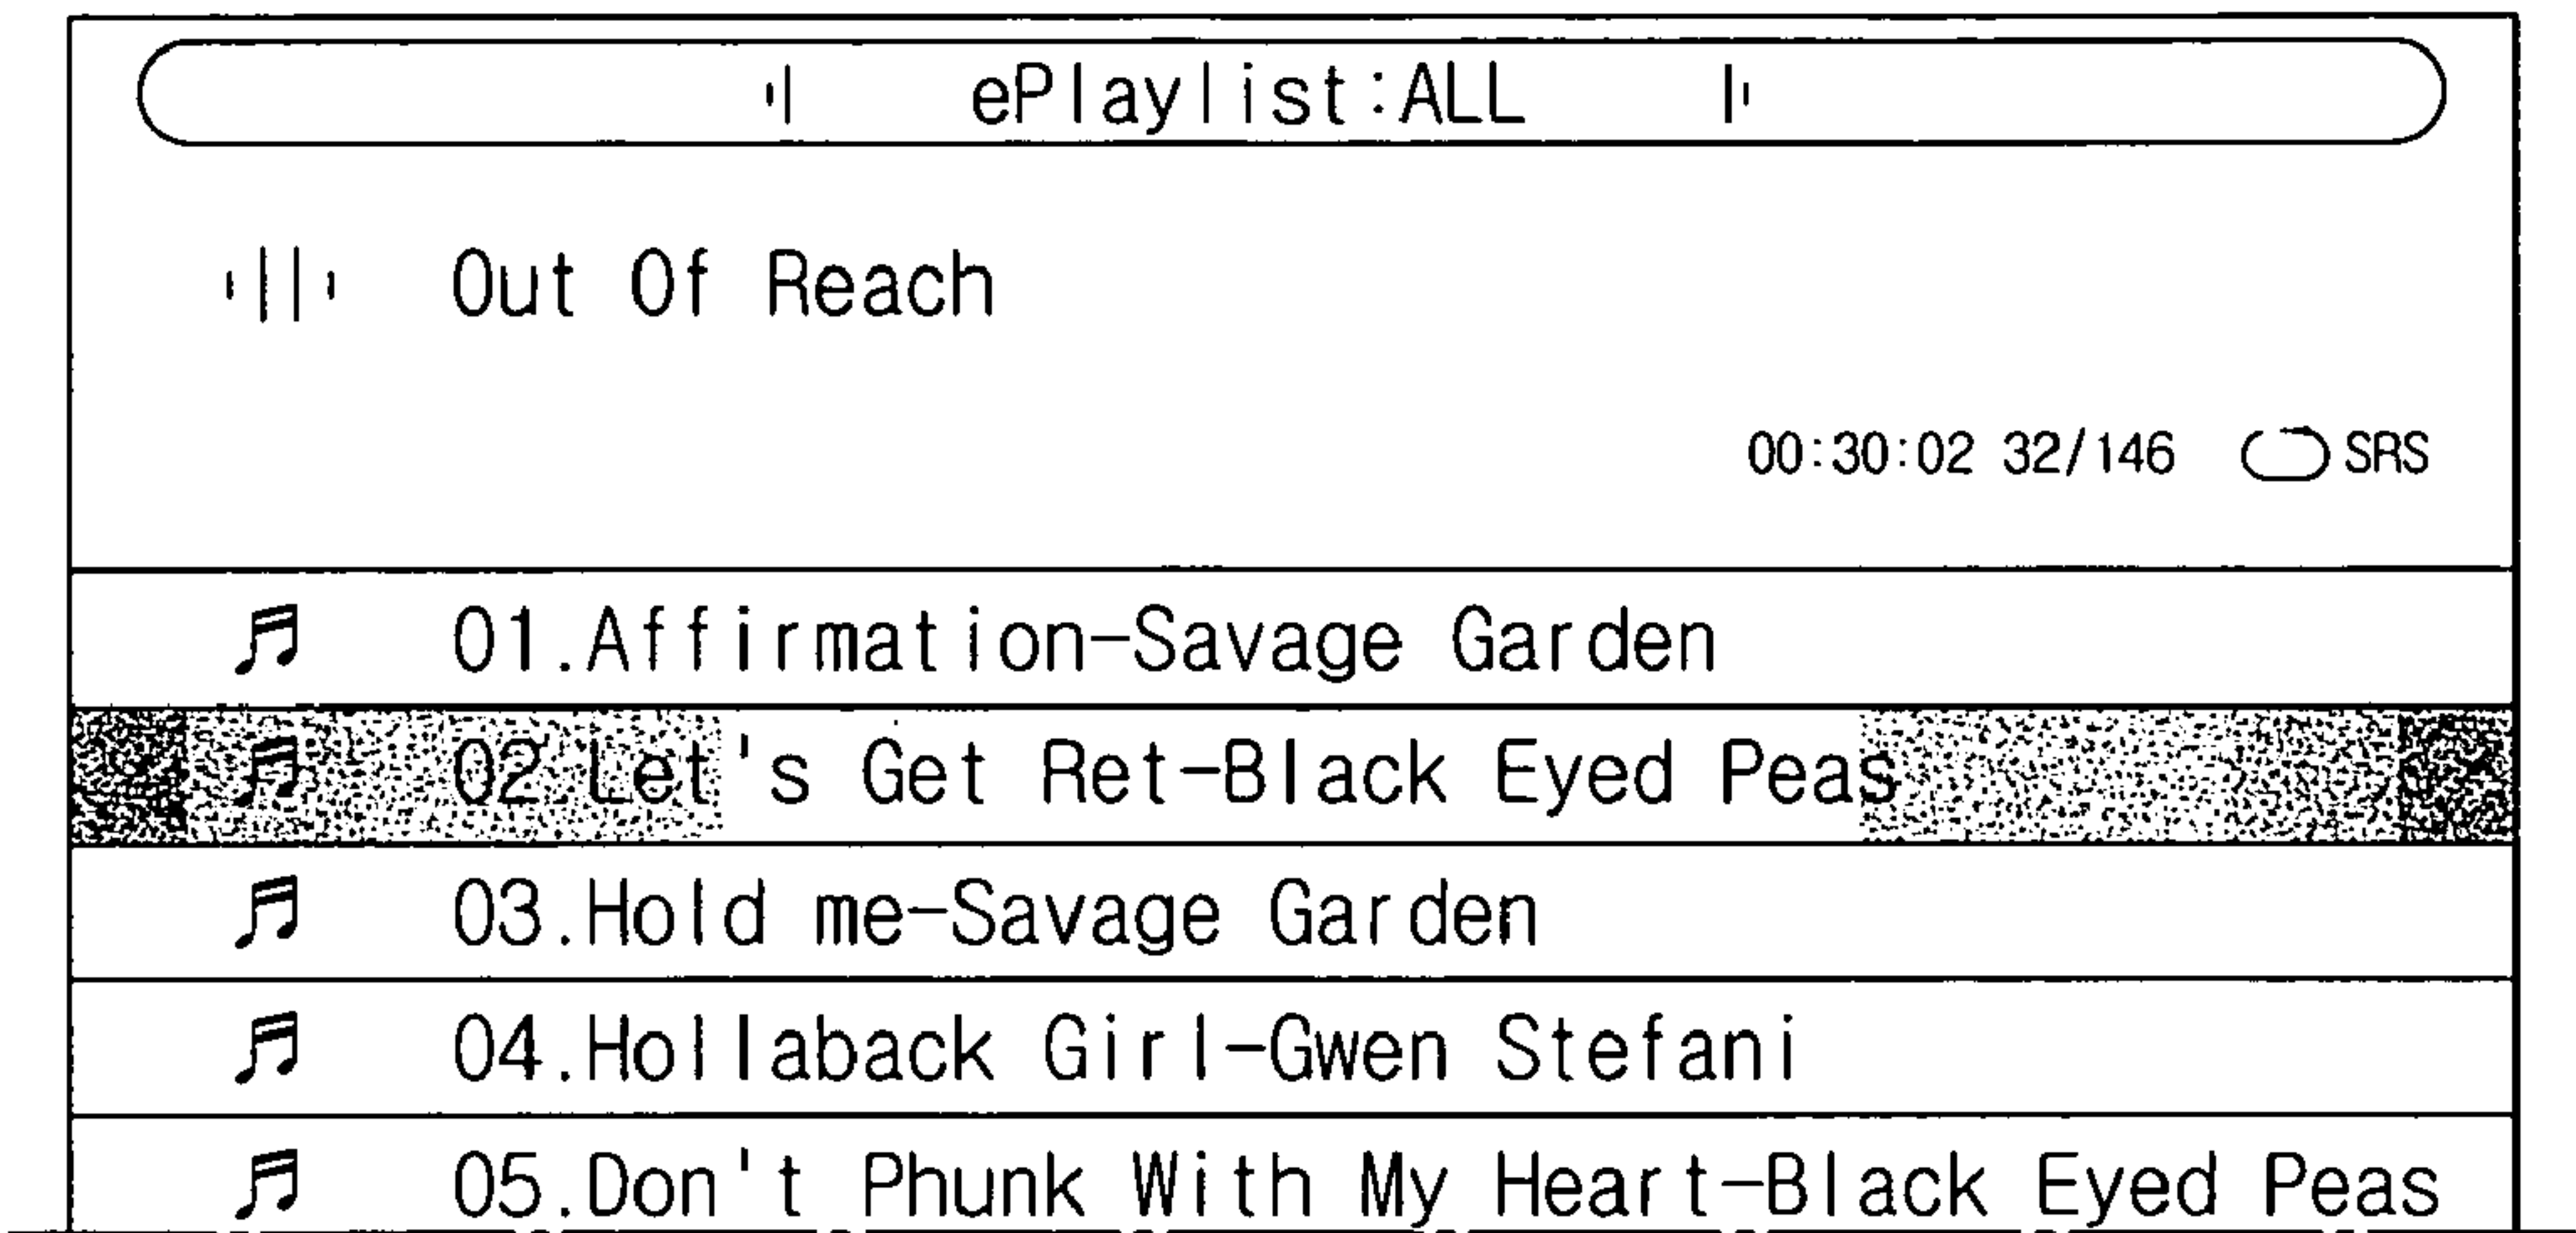 ePlaylist:ALL
Out Of Reach
00:30:02 32/146 SRS
01.Affirmation-Savage Garden
02.Let's Get Ret-Black Eyed Peas
03.Hold me-Savage Garden
04.Hollaback Girl-Gwen Stefani
05.Don't Phunk With My Heart-Black Eyed Peas